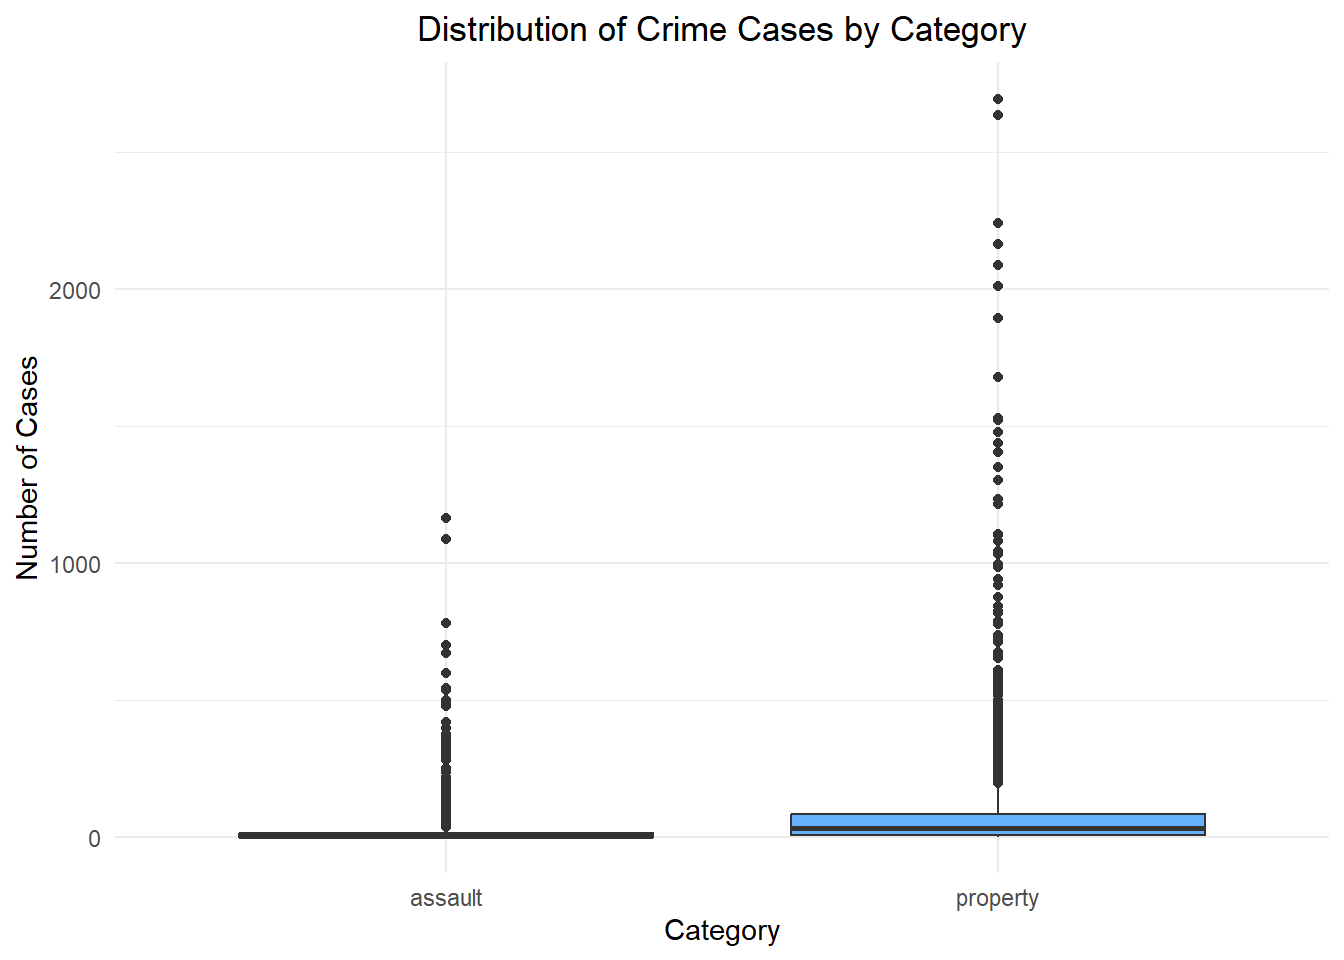 Distribution of Crime Cases by Category
Number of Cases
2000
1000
0
assault
property
Category